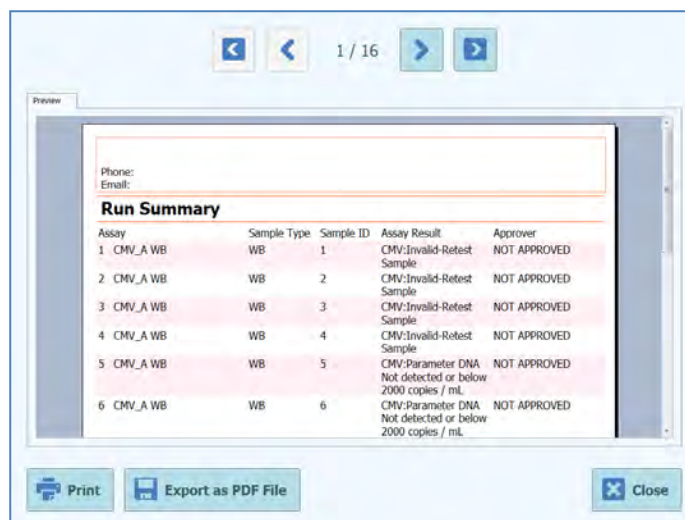 1 / 16
Preview
Phone:
Email:
Run Summary
Assay Sample Type Sample ID Assay Result Approver
1 CMV_A WB WB 1 CMV:Invalid-Retest NOT APPROVED
Sample
2 CMV_A WB WB 2 CMV:Invalid-Retest NOT APPROVED
Sample
3 CMV_A WB WB 3 CMV:Invalid-Retest NOT APPROVED
Sample
4 CMV_A WB WB 4 CMV:Invalid-Retest NOT APPROVED
Sample
5 CMV_A WB WB 5 CMV:Parameter DNA NOT APPROVED
Not detected or below
2000 copies / mL
6 CMV_A WB WB 6 CMV:Parameter DNA NOT APPROVED
Not detected or below
2000 copies / mL
Print Export as PDF File Close